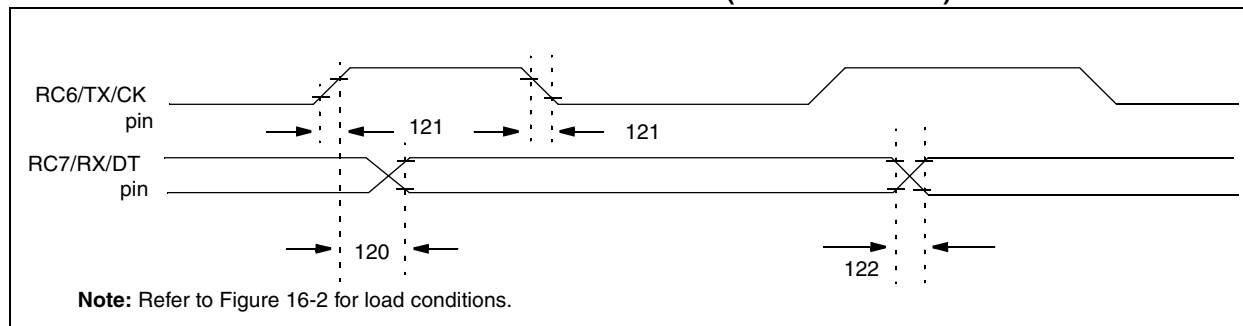 RC6/TX/CK
pin
121
121
RC7/RX/DT
pin
120
122
Note: Refer to Figure 16-2 for load conditions.